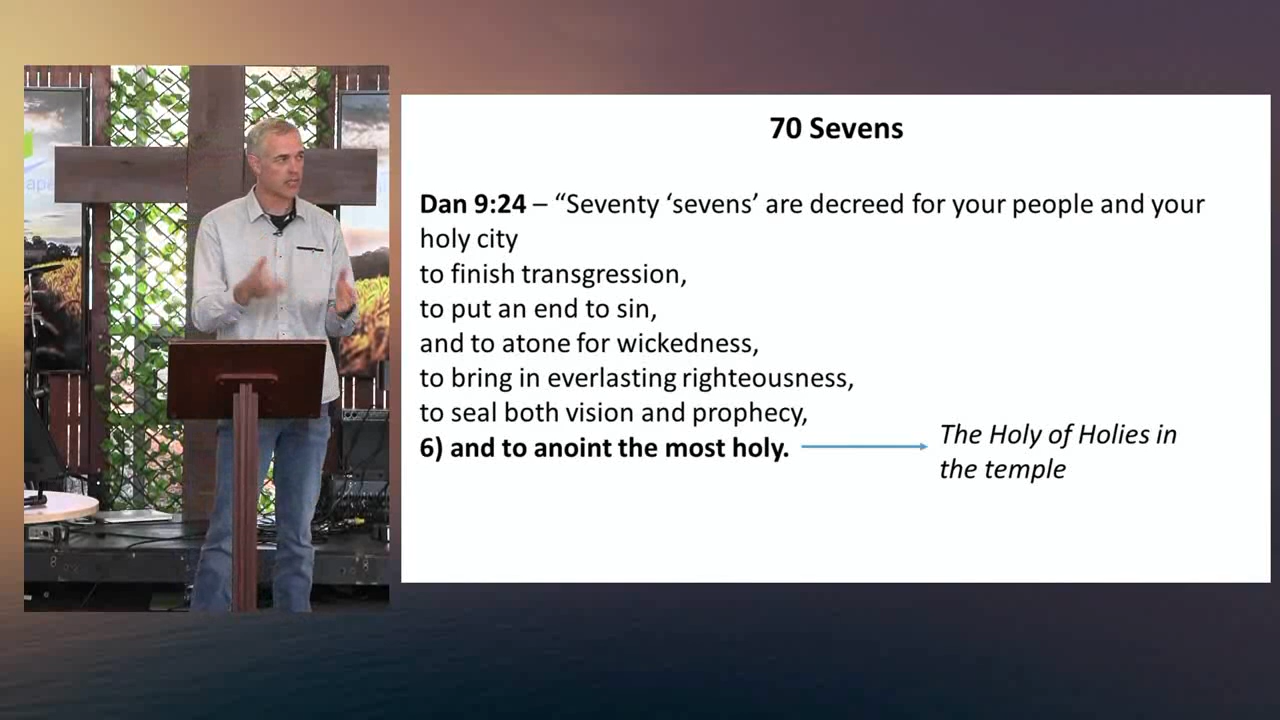 70 Sevens
Dan 9:24 – “Seventy ‘sevens’ are decreed for your people and your
holy city
to finish transgression,
to put an end to sin,
and to atone for wickedness,
to bring in everlasting righteousness,
to seal both vision and prophecy,
6) and to anoint the most holy.
The Holy of Holies in
the temple